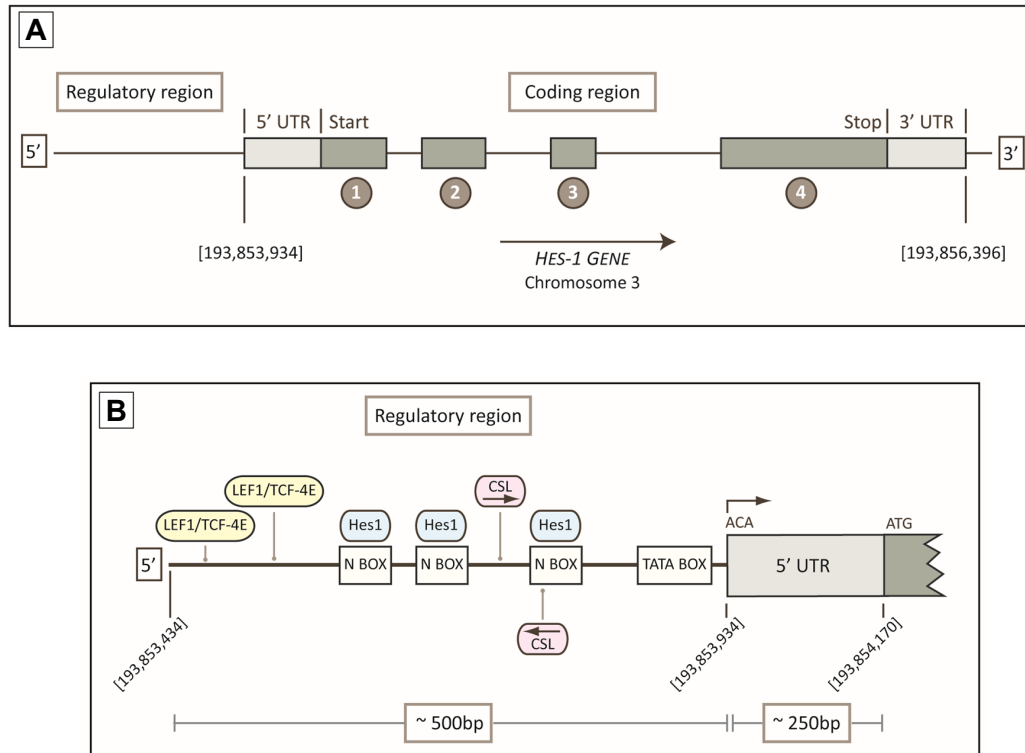 A
Regulatory region
Coding region
5' UTR
Start
Stop
3' UTR
5'
3'
1
2
3
4
[193,853,934]
HES-1 GENE
Chromosome 3
[193,856,396]
B
Regulatory region
LEF1/TCF-4E
CSL
LEF1/TCF-4E
Hes1
Hes1
Hes1
ACA
ATG
5'
N BOX
N BOX
N BOX
TATA BOX
5' UTR
CSL
[193,853,434]
[193,853,934]
[193,854,170]
~ 500bp
~ 250bp